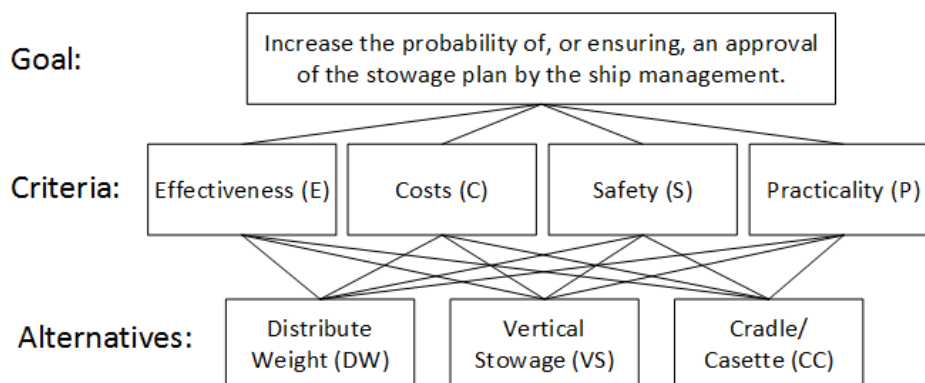 Goal:
Increase the probability of, or ensuring, an approval
of the stowage plan by the ship management.
Criteria:
Effectiveness (E)
Costs (C)
Safety (S)
Practicality (P)
Alternatives:
Distribute
Weight (DW)
Vertical
Stowage (VS)
Cradle/
Casette (CC)